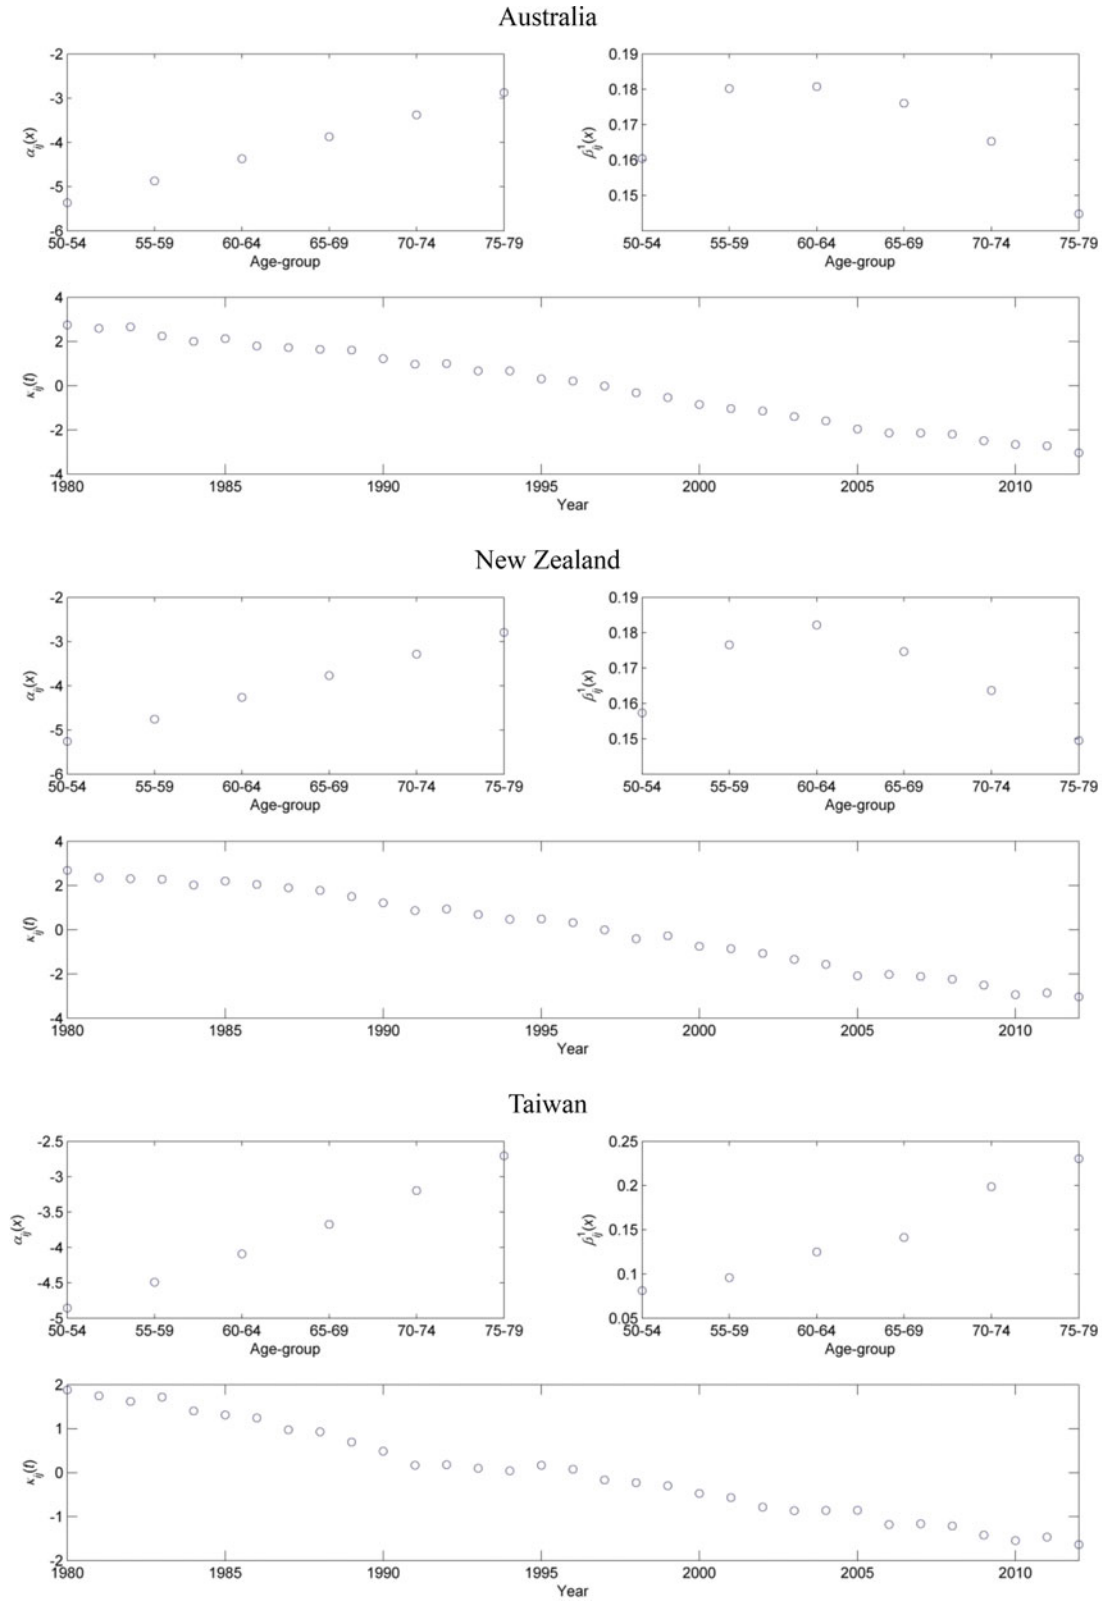 Australia
-2
-3
-4
-5
-6
α_ij(x)
50-54 55-59 60-64 65-69 70-74 75-79
Age-group
0.19
0.18
0.17
0.16
0.15
β¹_ij(x)
50-54 55-59 60-64 65-69 70-74 75-79
Age-group
4
2
0
-2
-4
κ_ij(t)
1980 1985 1990 1995 2000 2005 2010
Year
New Zealand
-2
-3
-4
-5
-6
α_ij(x)
50-54 55-59 60-64 65-69 70-74 75-79
Age-group
0.19
0.18
0.17
0.16
0.15
β¹_ij(x)
50-54 55-59 60-64 65-69 70-74 75-79
Age-group
4
2
0
-2
-4
κ_ij(t)
1980 1985 1990 1995 2000 2005 2010
Year
Taiwan
-2.5
-3
-3.5
-4
-4.5
-5
α_ij(x)
50-54 55-59 60-64 65-69 70-74 75-79
Age-group
0.25
0.2
0.15
0.1
0.05
β¹_ij(x)
50-54 55-59 60-64 65-69 70-74 75-79
Age-group
2
1
0
-1
-2
κ_ij(t)
1980 1985 1990 1995 2000 2005 2010
Year